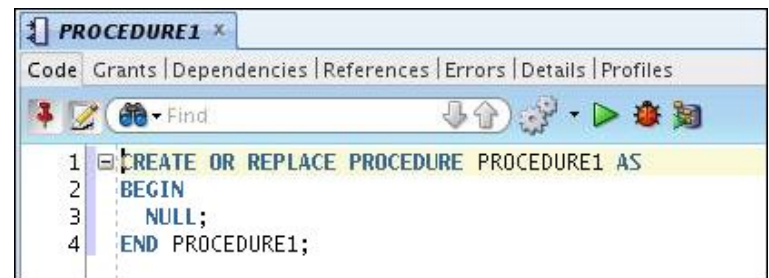 PROCEDURE1
Code Grants | Dependencies | References | Errors | Details | Profiles
Find
1 CREATE OR REPLACE PROCEDURE PROCEDURE1 AS
2 BEGIN
3 NULL;
4 END PROCEDURE1;